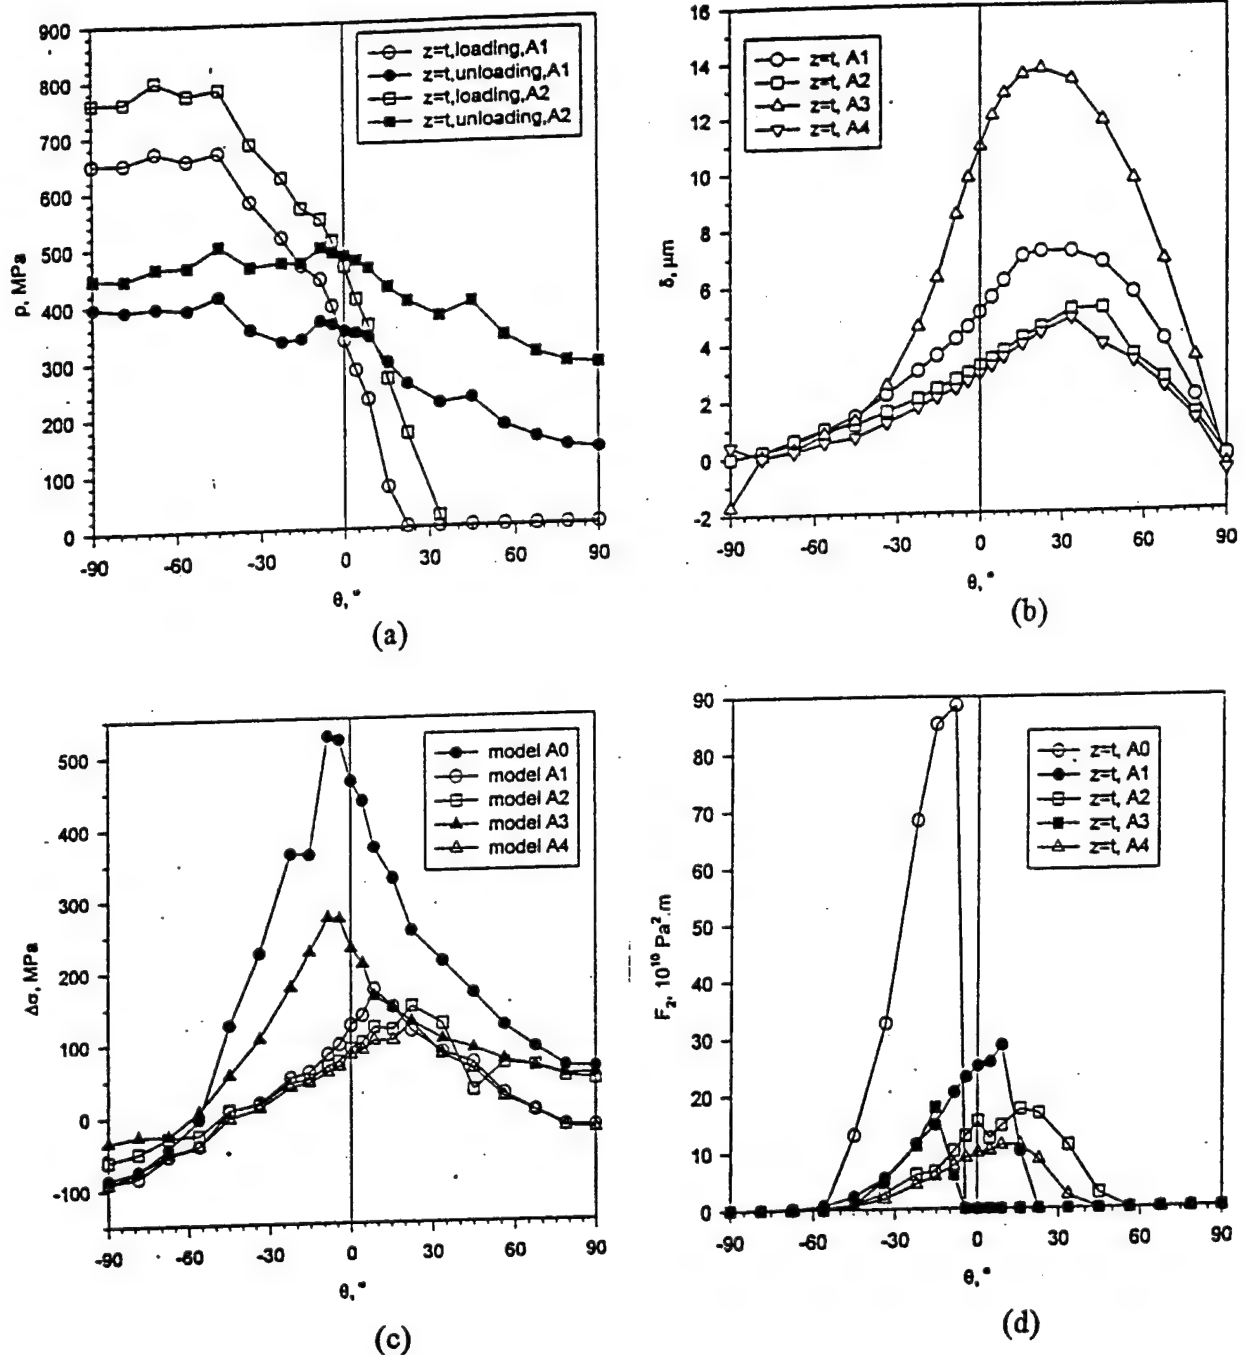 900
800
700
600
500
400
300
200
100
0
p, MPa
z=t,loading,A1
z=t,unloading,A1
z=t,loading,A2
z=t,unloading,A2
-90 -60 -30 0 30 60 90
θ, °
(a)
16
14
12
10
8
6
4
2
0
-2
δ, μm
z=t, A1
z=t, A2
z=t, A3
z=t, A4
-90 -60 -30 0 30 60 90
θ, °
(b)
500
400
300
200
100
0
-100
Δσ, MPa
model A0
model A1
model A2
model A3
model A4
-90 -60 -30 0 30 60 90
θ, °
(c)
90
80
70
60
50
40
30
20
10
0
F₂, 10¹⁰ Pa².m
z=t, A0
z=t, A1
z=t, A2
z=t, A3
z=t, A4
-90 -60 -30 0 30 60 90
θ, °
(d)